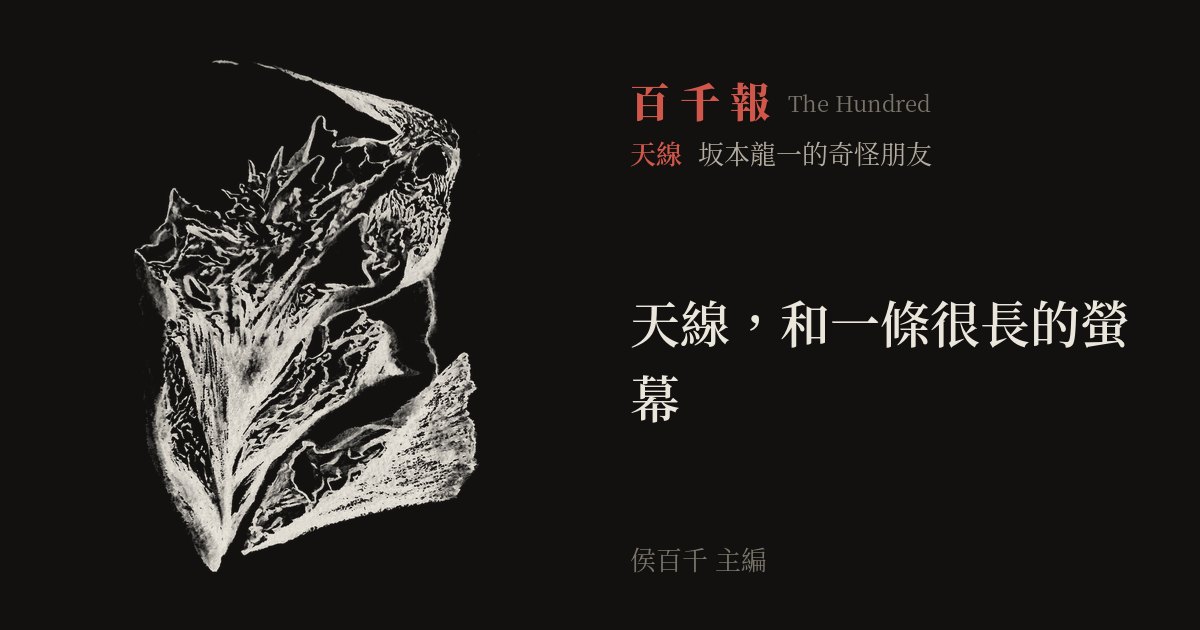 百千報 The Hundred
天線 坂本龍一的奇怪朋友
天線，和一條很長的螢
幕
侯百千 主編